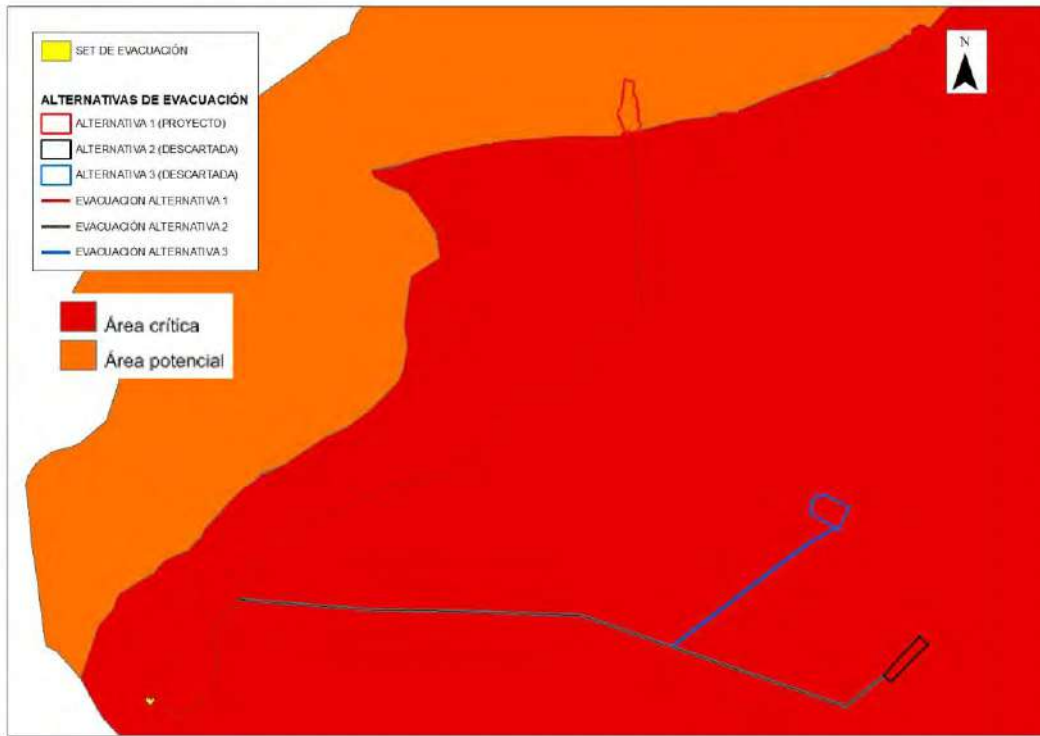 SET DE EVACUACIÓN
ALTERNATIVAS DE EVACUACIÓN
ALTERNATIVA 1 (PROYECTO)
ALTERNATIVA 2 (DESCARTADA)
ALTERNATIVA 3 (DESCARTADA)
EVACUACION ALTERNATIVA 1
EVACUACIÓN ALTERNATIVA 2
EVACUACION ALTERNATIVA 3
Área crítica
Área potencial
N